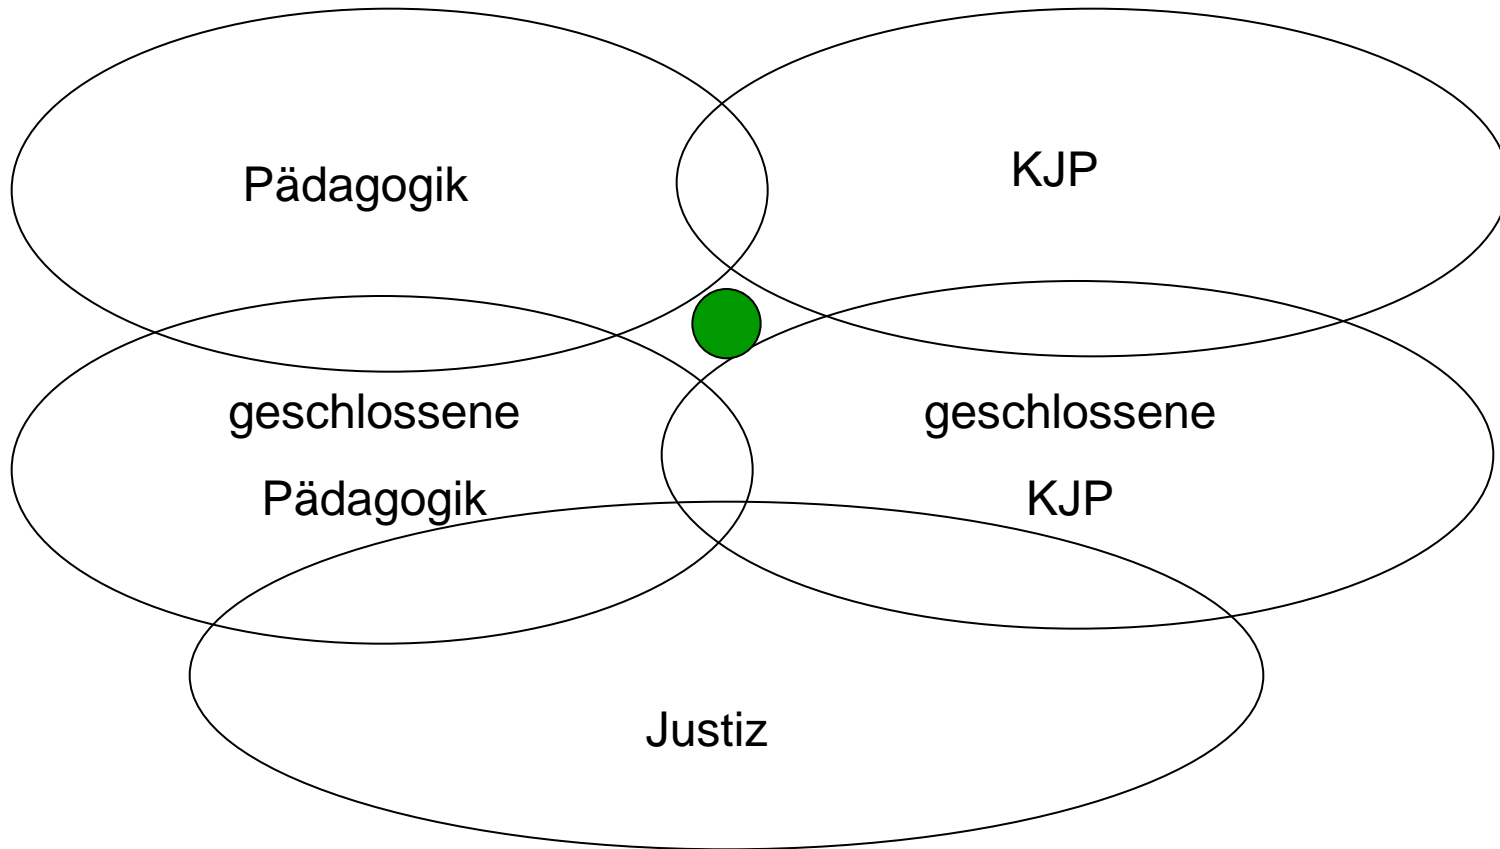 Pädagogik
KJP
geschlossene
Pädagogik
geschlossene
KJP
Justiz